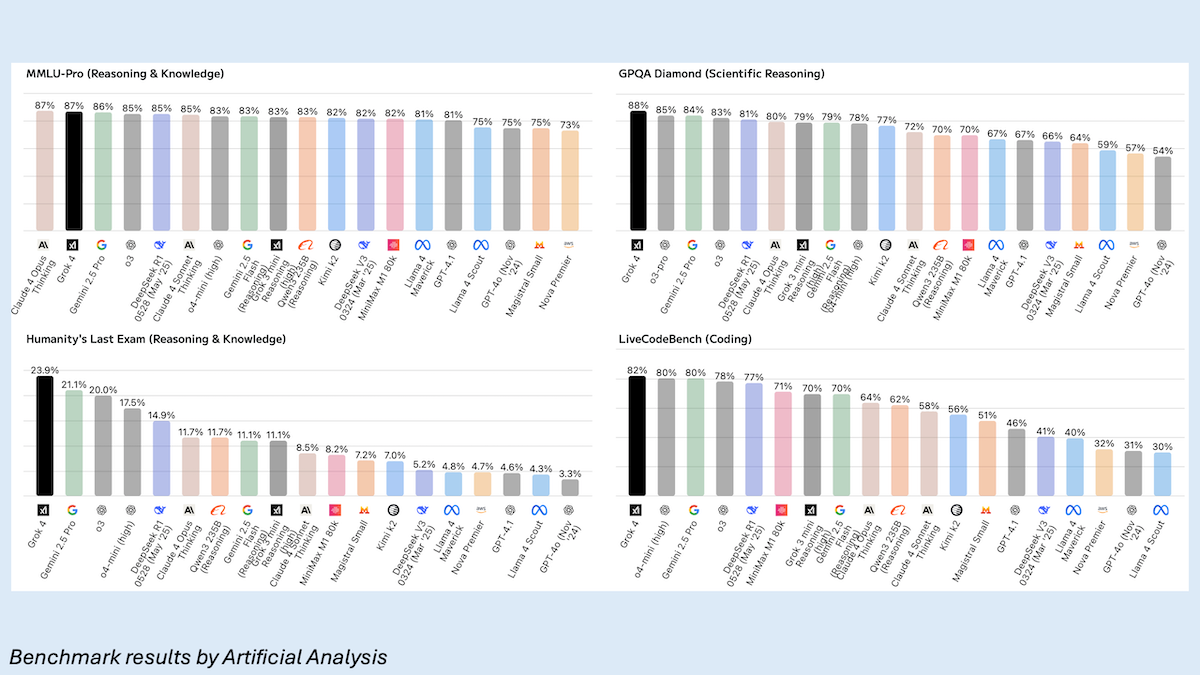 MMLU-Pro (Reasoning & Knowledge)
87% 87% 86% 85% 85% 85% 83% 83% 83% 83% 82% 82% 82% 81% 81% 75% 75% 75% 73%
Claude 4 Opus
Thinking
Grok 4
Gemini 2.5 Pro
o3
DeepSeek R1
0528 (May '25)
Claude 4 Sonnet
Thinking
o4-mini (high)
Gemini 2.5
Flash
(Reasoning)
Grok 3 mini
Reasoning
(high)
Qwen3 235B
(Reasoning)
Kimi k2
DeepSeek V3
0324 (Mar '25)
MiniMax M1 80k
Llama 4
Maverick
GPT-4.1
Llama 4 Scout
GPT-4o (Nov
'24)
Magistral Small
Nova Premier
aws
GPQA Diamond (Scientific Reasoning)
88% 85% 84% 83% 81% 80% 79% 79% 78% 77% 72% 70% 70% 67% 67% 66% 64% 59% 57% 54%
Grok 4
o3-pro
Gemini 2.5 Pro
o3
DeepSeek R1
0528 (May '25)
Claude 4 Opus
Thinking
Grok 3 mini
Reasoning
(high)
Gemini 2.5
Flash
(Reasoning)
o4-mini (high)
Kimi k2
Claude 4 Sonnet
Thinking
Qwen3 235B
(Reasoning)
MiniMax M1 80k
Llama 4
Maverick
GPT-4.1
DeepSeek V3
0324 (Mar '25)
Magistral Small
Llama 4 Scout
Nova Premier
aws
GPT-4o (Nov
'24)
Humanity's Last Exam (Reasoning & Knowledge)
23.9% 21.1% 20.0% 17.5% 14.9% 11.7% 11.7% 11.1% 11.1% 8.5% 8.2% 7.2% 7.0% 5.2% 4.8% 4.7% 4.6% 4.3% 3.3%
Grok 4
Gemini 2.5 Pro
o3
o4-mini (high)
DeepSeek R1
0528 (May '25)
Claude 4 Opus
Thinking
Qwen3 235B
(Reasoning)
Gemini 2.5
Flash
(Reasoning)
Grok 3 mini
Reasoning
(high)
Claude 4 Sonnet
Thinking
MiniMax M1 80k
Magistral Small
Kimi k2
DeepSeek V3
0324 (Mar '25)
Llama 4
Maverick
Nova Premier
aws
GPT-4.1
Llama 4 Scout
GPT-4o (Nov
'24)
LiveCodeBench (Coding)
82% 80% 80% 78% 77% 71% 70% 70% 64% 62% 58% 56% 51% 46% 41% 40% 32% 31% 30%
Grok 4
o4-mini (high)
Gemini 2.5 Pro
o3
DeepSeek R1
0528 (May '25)
MiniMax M1 80k
Grok 3 mini
Reasoning
(high)
Gemini 2.5
Flash
(Reasoning)
Claude 4 Opus
Thinking
Qwen3 235B
(Reasoning)
Claude 4 Sonnet
Thinking
Kimi k2
Magistral Small
GPT-4.1
DeepSeek V3
0324 (Mar '25)
Llama 4
Maverick
Nova Premier
aws
GPT-4o (Nov
'24)
Llama 4 Scout
Benchmark results by Artificial Analysis